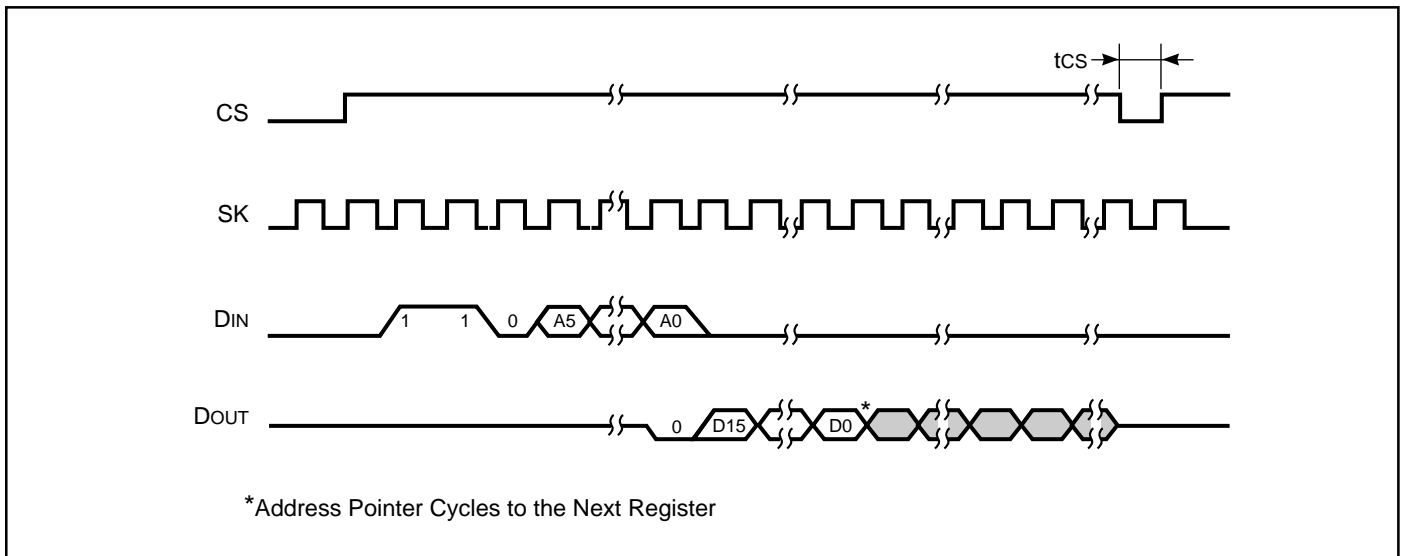 tCS
CS
SK
DIN 1 1 0 A5 A0
DOUT 0 D15 D0 *
*Address Pointer Cycles to the Next Register